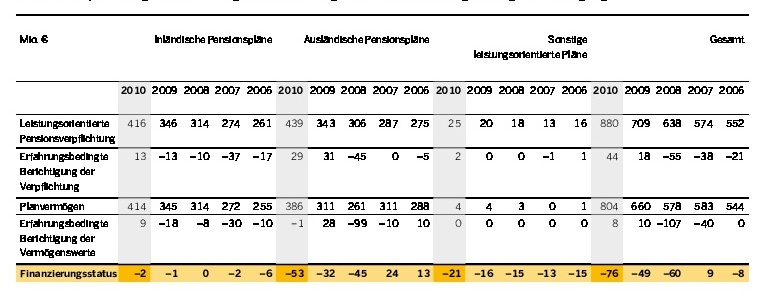 Mio. € Inländische Pensionspläne Ausländische Pensionspläne Sonstige Gesamt
leistungsorientierte Pläne
2010 2009 2008 2007 2006 2010 2009 2008 2007 2006 2010 2009 2008 2007 2006 2010 2009 2008 2007 2006
Leistungsorientierte 416 346 314 274 261 439 343 306 287 275 25 20 18 13 16 880 709 638 574 552
Pensionsverpflichtung
Erfahrungsbedingte 13 –13 –10 –37 –17 29 31 –45 0 –5 2 0 0 –1 1 44 18 –55 –38 –21
Berichtigung der
Verpflichtung
Planvermögen 414 345 314 272 255 386 311 261 311 288 4 4 3 0 1 804 660 578 583 544
Erfahrungsbedingte 9 –18 –8 –30 –10 –1 28 –99 –10 10 0 0 0 0 0 8 10 –107 –40 0
Berichtigung der
Vermögenswerte
Finanzierungsstatus –2 –1 0 –2 –6 –53 –32 –45 24 13 –21 –16 –15 –13 –15 –76 –49 –60 9 –8